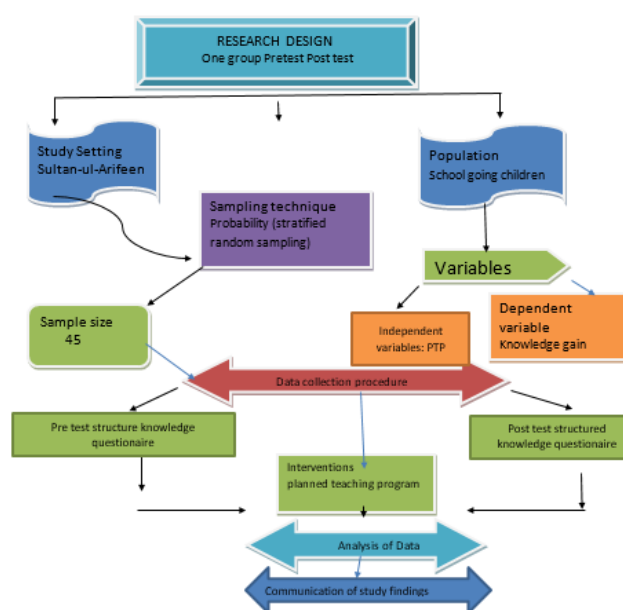 RESEARCH DESIGN
One group Pretest Post test
Study Setting
Sultan-ul-Arifeen
Population
School going children
Sampling technique
Probability (stratified
random sampling)
Variables
Sample size
45
Independent
variables: PTP
Dependent
variable
Knowledge gain
Data collection procedure
Pre test structure knowledge
questionaire
Post test structured
knowledge questionaire
Interventions
planned teaching program
Analysis of Data
Communication of study findings